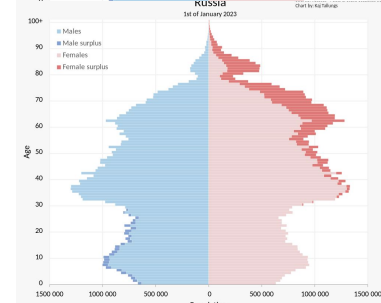 Russia
Chart by: Kaj Tallungs
1st of January 2023
100+
Males
Male surplus
Females
Female surplus
90
80
70
60
50
40
30
20
10
0
Age
1500 000
1000 000
500 000
0
500 000
1000 000
1500 000